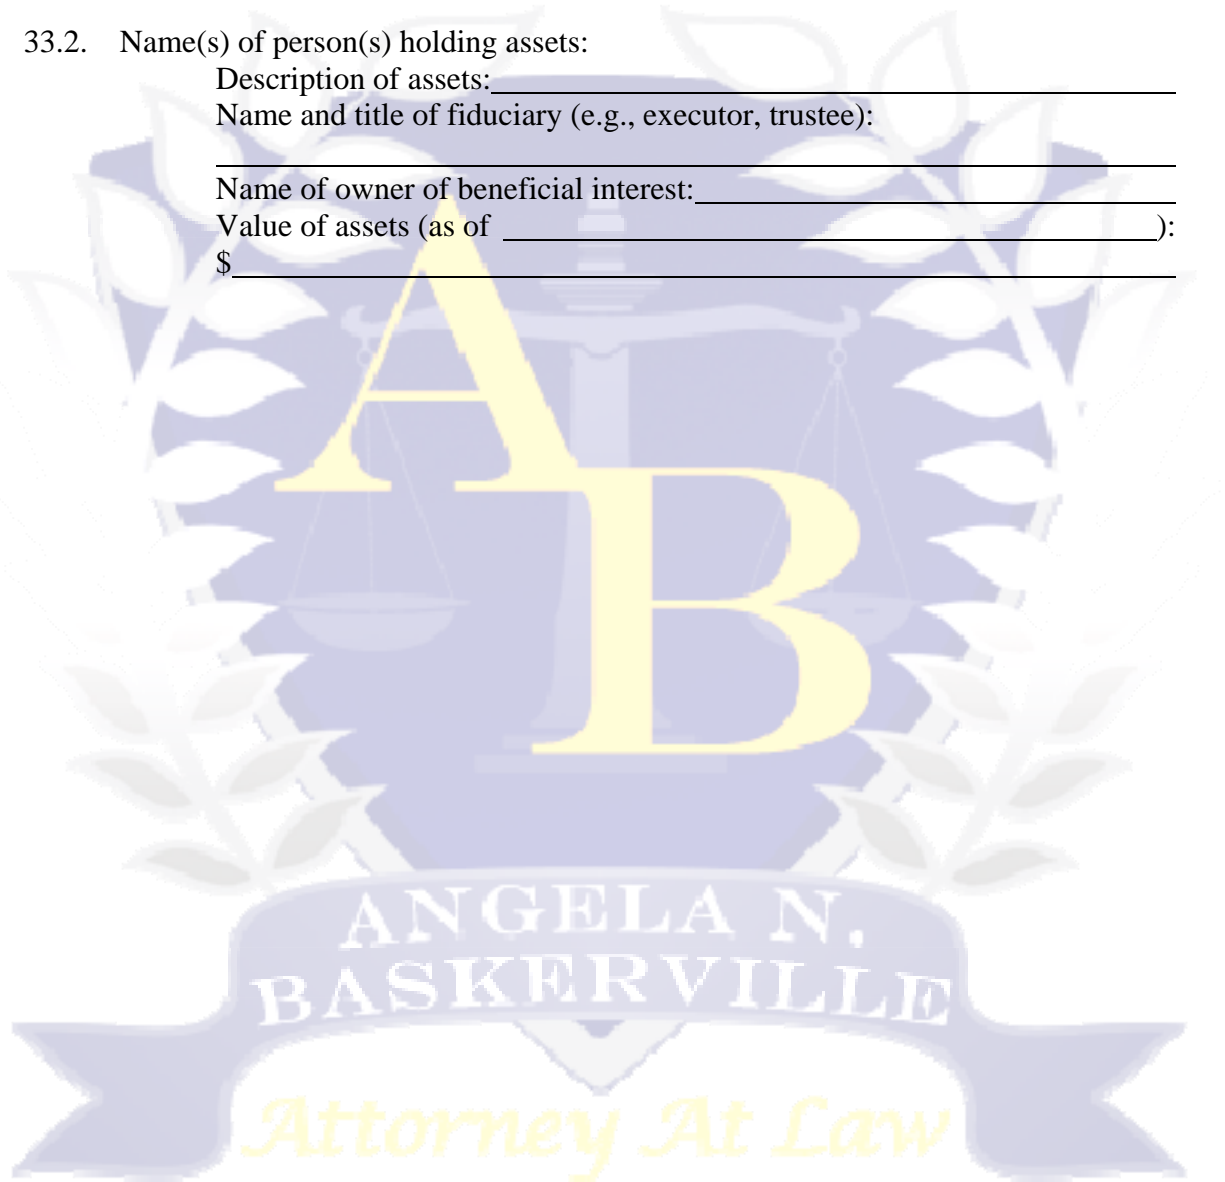 33.2. Name(s) of person(s) holding assets:
Description of assets:
Name and title of fiduciary (e.g., executor, trustee):
Name of owner of beneficial interest:
Value of assets (as of ):
$
AB
ANGELA N.
BASKERVILLE
Attorney At Law